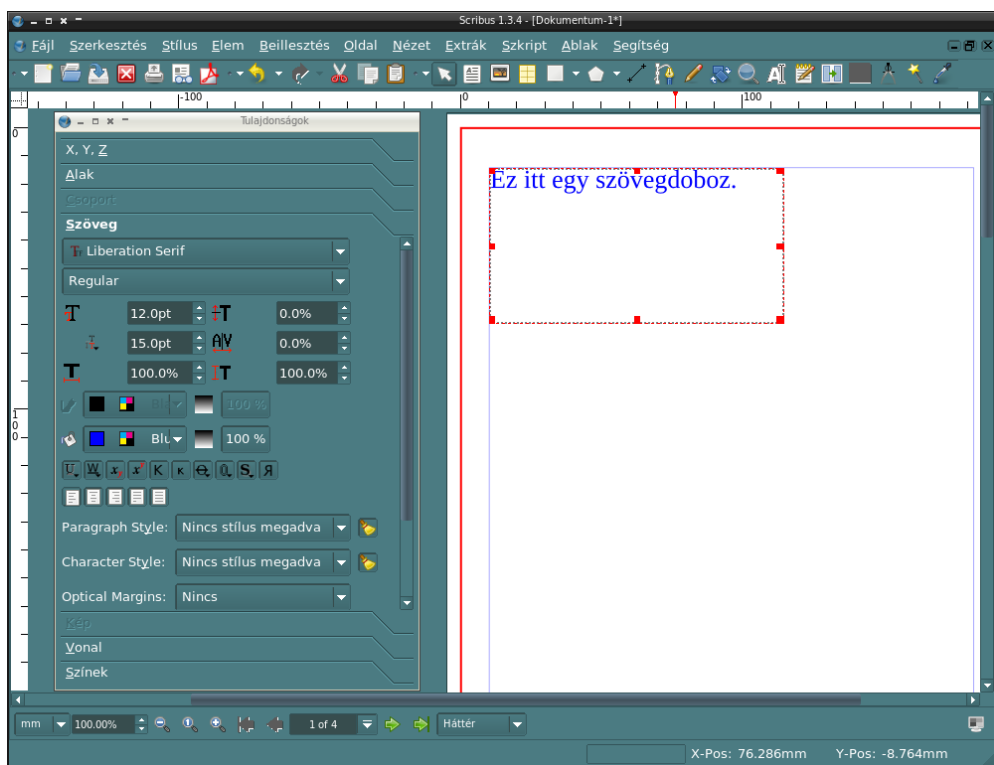 Scribus 1.3.4 - [Dokumentum-1*]
Fájl Szerkesztés Stílus Elem Beillesztés Oldal Nézet Extrák Szkript Ablak Segítség
-100 0 100
0
Tulajdonságok
X, Y, Z
Alak
Csoport
Szöveg
Liberation Serif
Regular
12.0pt 0.0%
15.0pt 0.0%
100.0% 100.0%
100 %
100 %
Paragraph Style: Nincs stílus megadva
Character Style: Nincs stílus megadva
Optical Margins: Nincs
Kép
Vonal
Színek
100
Ez itt egy szövegdoboz.
mm 100.00% 1 of 4 Háttér
X-Pos: 76.286mm Y-Pos: -8.764mm